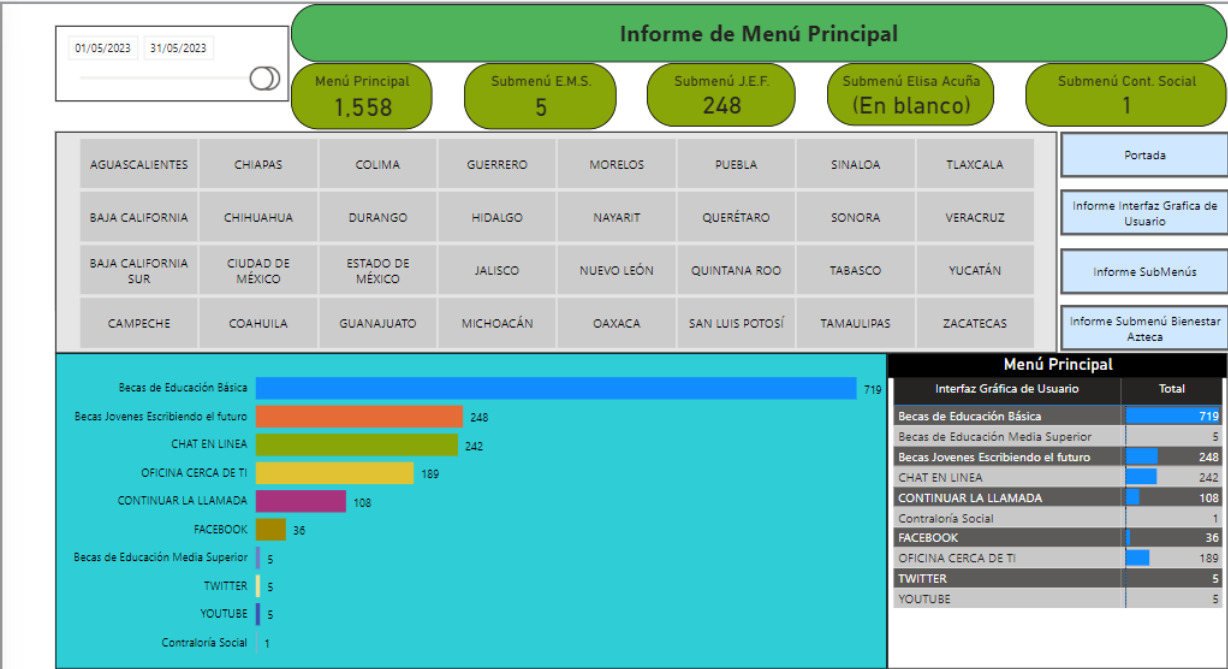 Informe de Menú Principal
01/05/2023 31/05/2023
Menú Principal
1,558
Submenú E.M.S.
5
Submenú J.E.F.
248
Submenú Elisa Acuña
(En blanco)
Submenú Cont. Social
1
AGUASCALIENTES CHIAPAS COLIMA GUERRERO MORELOS PUEBLA SINALOA TLAXCALA
BAJA CALIFORNIA CHIHUAHUA DURANGO HIDALGO NAYARIT QUERÉTARO SONORA VERACRUZ
BAJA CALIFORNIA SUR CIUDAD DE MÉXICO ESTADO DE MÉXICO JALISCO NUEVO LEÓN QUINTANA ROO TABASCO YUCATÁN
CAMPECHE COAHUILA GUANAJUATO MICHOACÁN OAXACA SAN LUIS POTOSÍ TAMAULIPAS ZACATECAS
Portada
Informe Interfaz Grafica de
Usuario
Informe SubMenús
Informe Submenú Bienestar
Azteca
Becas de Educación Básica 719
Becas Jovenes Escribiendo el futuro 248
CHAT EN LINEA 242
OFICINA CERCA DE TI 189
CONTINUAR LA LLAMADA 108
FACEBOOK 36
Becas de Educación Media Superior 5
TWITTER 5
YOUTUBE 5
Contraloría Social 1
Menú Principal
Interfaz Gráfica de Usuario Total
Becas de Educación Básica 719
Becas de Educación Media Superior 5
Becas Jovenes Escribiendo el futuro 248
CHAT EN LINEA 242
CONTINUAR LA LLAMADA 108
Contraloría Social 1
FACEBOOK 36
OFICINA CERCA DE TI 189
TWITTER 5
YOUTUBE 5